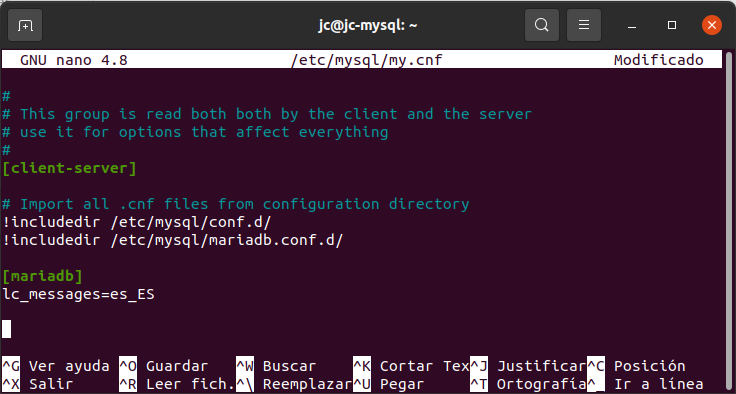 jc@jc-mysql: ~
GNU nano 4.8 /etc/mysql/my.cnf Modificado
#
# This group is read both both by the client and the server
# use it for options that affect everything
#
[client-server]
# Import all .cnf files from configuration directory
!includedir /etc/mysql/conf.d/
!includedir /etc/mysql/mariadb.conf.d/
[mariadb]
lc_messages=es_ES
^G Ver ayuda ^O Guardar ^W Buscar ^K Cortar Tex ^J Justificar ^C Posición
^X Salir ^R Leer fich. ^\ Reemplazar ^U Pegar ^T Ortografía ^_ Ir a línea